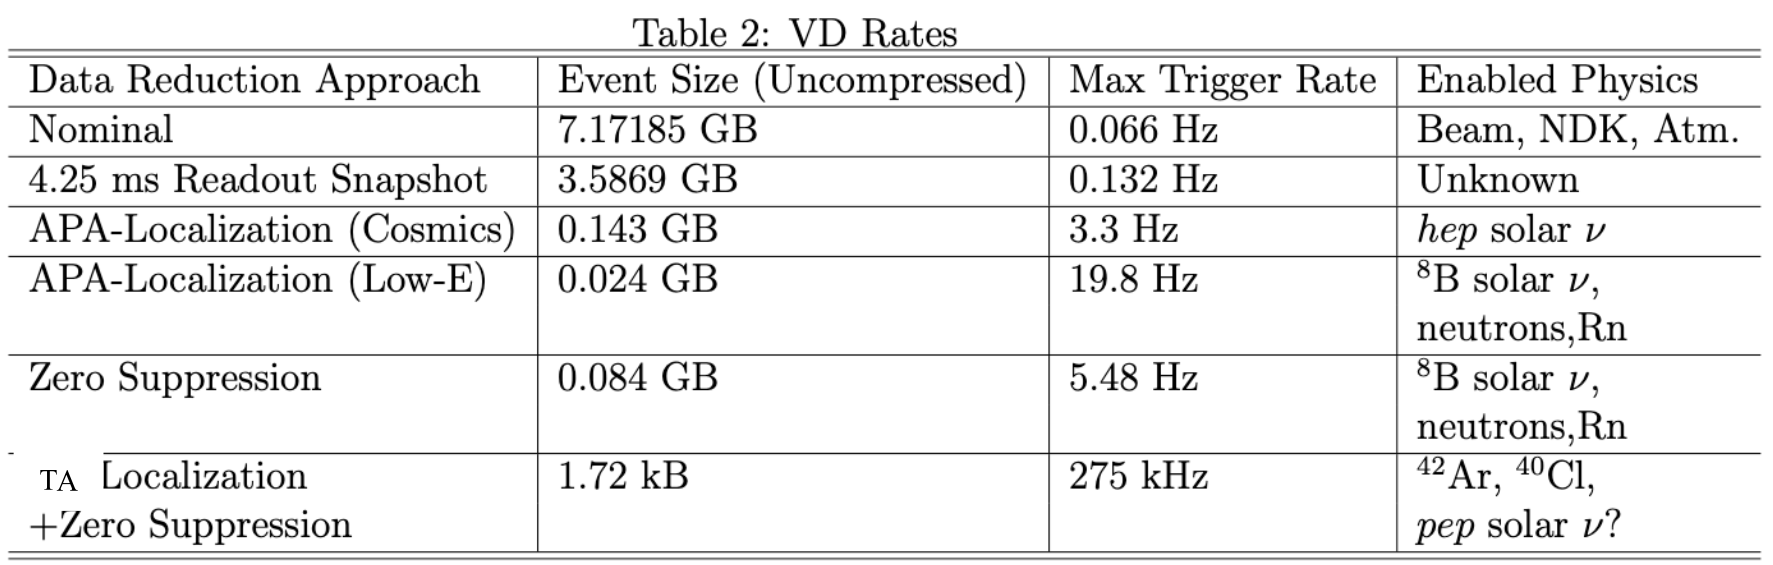 Table 2: VD Rates
Data Reduction Approach Event Size (Uncompressed) Max Trigger Rate Enabled Physics
Nominal 7.17185 GB 0.066 Hz Beam, NDK, Atm.
4.25 ms Readout Snapshot 3.5869 GB 0.132 Hz Unknown
APA-Localization (Cosmics) 0.143 GB 3.3 Hz hep solar ν
APA-Localization (Low-E) 0.024 GB 19.8 Hz ⁸B solar ν,
neutrons,Rn
Zero Suppression 0.084 GB 5.48 Hz ⁸B solar ν,
neutrons,Rn
TA Localization 1.72 kB 275 kHz ⁴²Ar, ⁴⁰Cl,
+Zero Suppression pep solar ν?